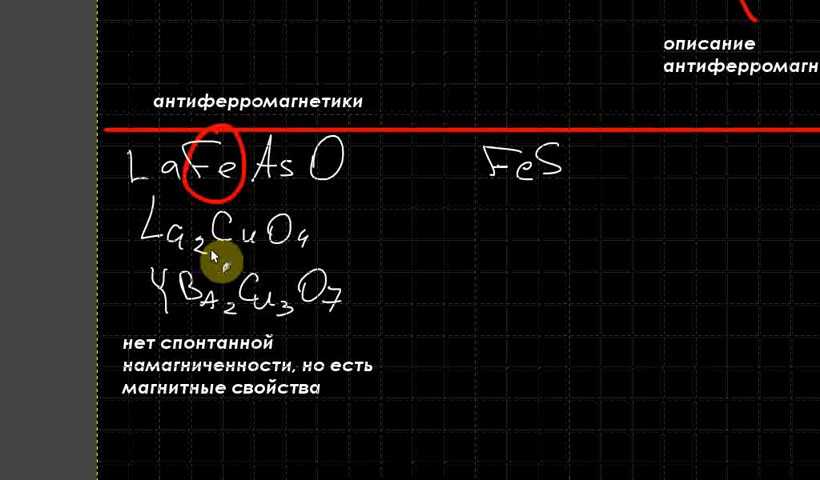 описание
антиферромагн
антиферромагнетики
LaFeAsO FeS
La2CuO4
YBa2Cu3O7
нет спонтанной
намагниченности, но есть
магнитные свойства